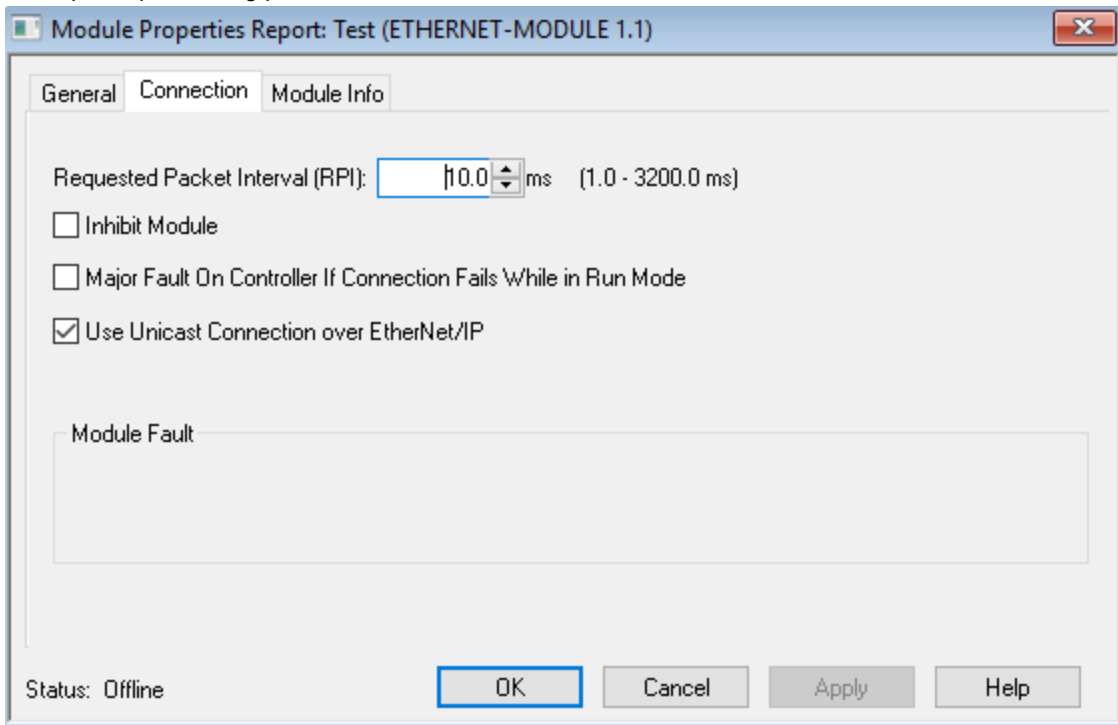 Module Properties Report: Test (ETHERNET-MODULE 1.1)
General Connection Module Info
Requested Packet Interval (RPI): 10.0 ms (1.0 - 3200.0 ms)
Inhibit Module
Major Fault On Controller If Connection Fails While in Run Mode
Use Unicast Connection over EtherNet/IP
Module Fault
Status: Offline OK Cancel Apply Help